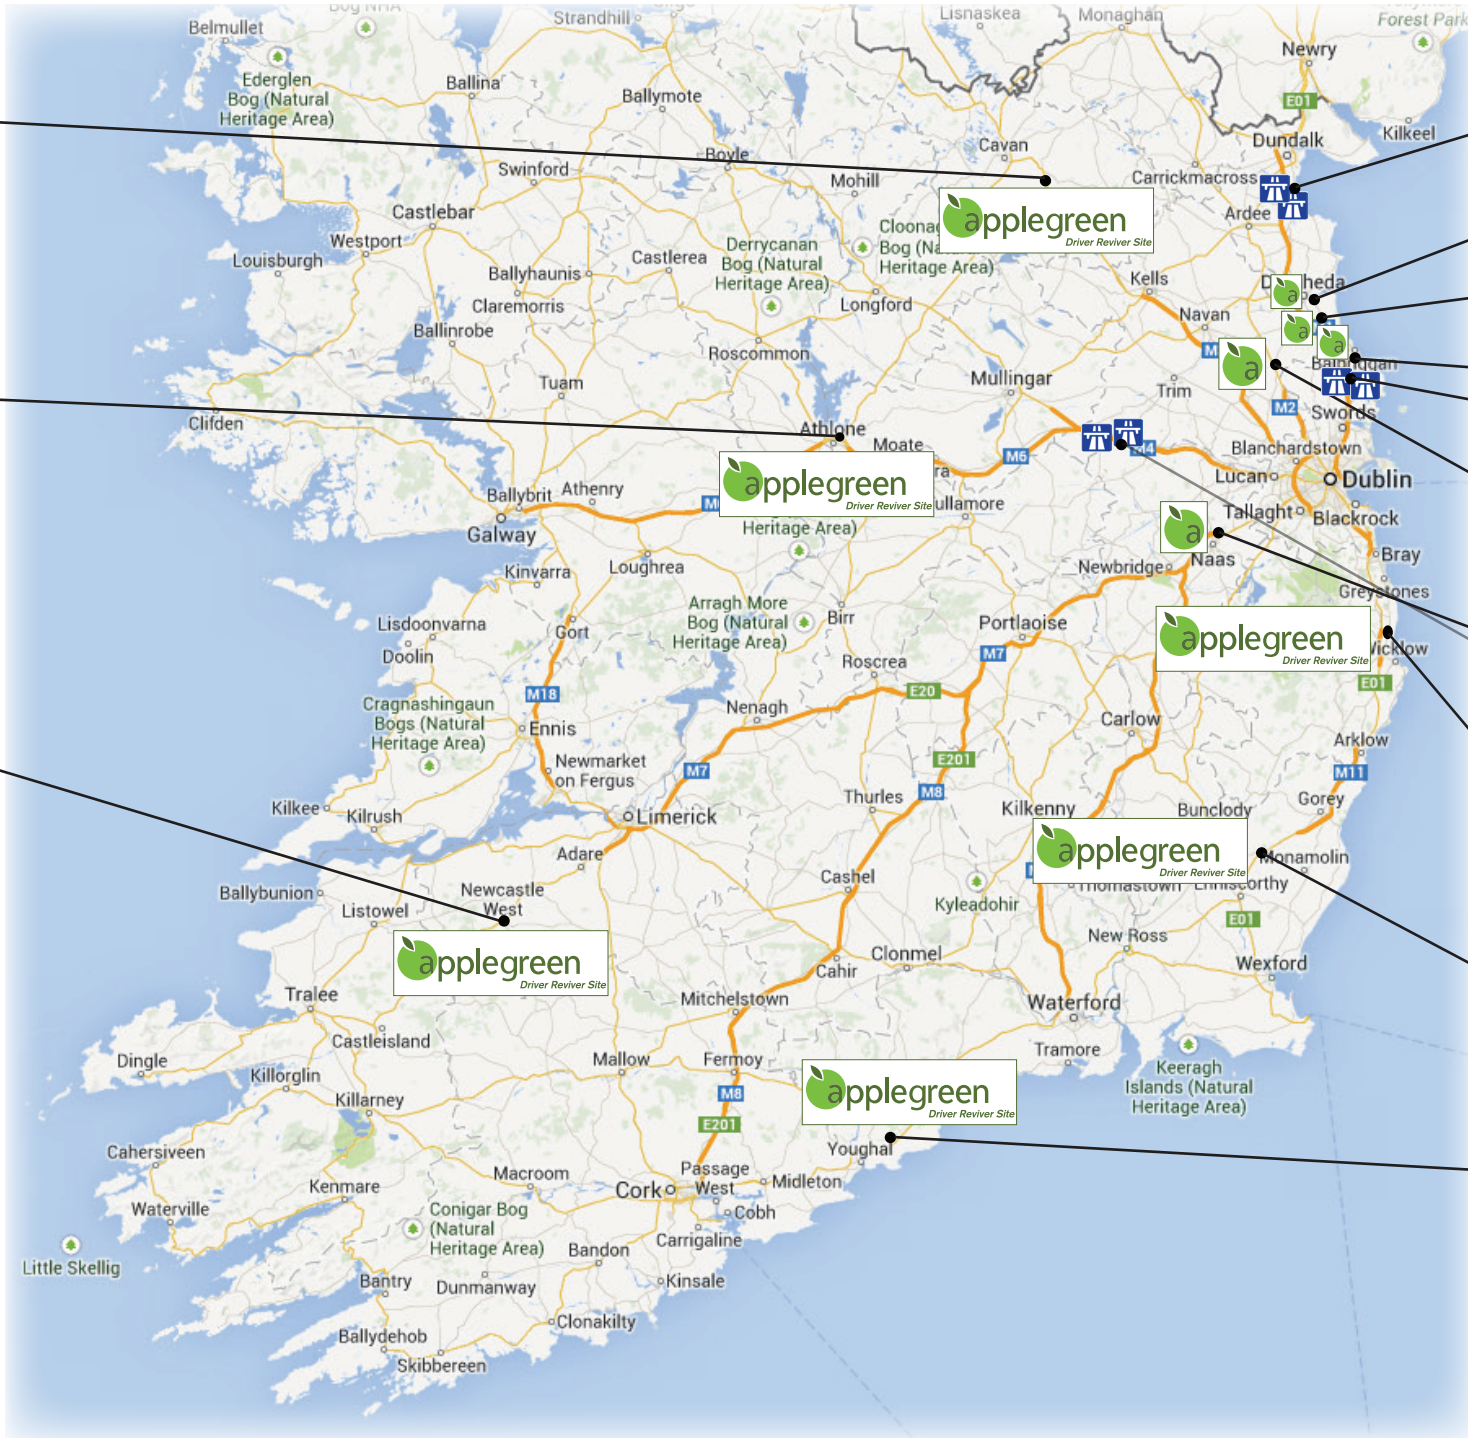 Bog NHA
Strandhill
Lisnaskea
Monaghan
Forest Park
Belmullet
Newry
Ederglen
Bog (Natural
Heritage Area)
Ballina
Ballymote
E01
Kilkeel
Dundalk
Cavan
Boyle
Swinford
Mohill
Carrickmacross
applegreen
Driver Reviver Site
Castlebar
Ardee
Westport
Louisburgh
Derrycanan
Bog (Natural
Heritage Area)
Castlerea
Heritage Area)
Ballyhaunis
Claremorris
Longford
Kells
a
Navan
Ballinrobe
a
a
Roscommon
a
Tuam
Mullingar
Trim
M2
Clifden
Swords
Athlone
Moate
M6
M4
Blanchardstown
Lucan
Dublin
applegreen
Driver Reviver Site
Ballybrit
Athenry
Tallaght
Blackrock
Galway
Heritage Area)
a
Naas
Bray
Kinvarra
Loughrea
Newbridge
Greystones
Arragh More
Bog (Natural
Heritage Area)
Birr
Lisdoonvarna
Doolin
Gort
Portlaoise
applegreen
Driver Reviver Site
M7
Wicklow
Roscrea
E01
Cragnashingaun
Bogs (Natural
Heritage Area)
M18
E20
Nenagh
Ennis
Carlow
Arklow
Newmarket
on Fergus
M7
E201
M11
M8
Kilkee
Kilrush
Limerick
Thurles
Kilkenny
Bunclody
Gorey
Adare
applegreen
Driver Reviver Site
Monamolin
Ballybunion
Newcastle
West
Cashel
Thomastown
Enniscorthy
Listowel
Kyleadohir
E01
applegreen
Driver Reviver Site
New Ross
Clonmel
Wexford
Cahir
Tralee
Mitchelstown
Waterford
Castleisland
Dingle
Mallow
Fermoy
Tramore
Killorglin
Keeragh
Islands (Natural
Heritage Area)
Killarney
M8
applegreen
Driver Reviver Site
E201
Cahersiveen
Youghal
Macroom
Passage
West
Midleton
Kenmare
Cork
Waterville
Cobh
Conigar Bog
(Natural
Heritage Area)
Carrigaline
Bandon
Little Skellig
Bantry
Dunmanway
Kinsale
Clonakilty
Ballydehob
Skibbereen